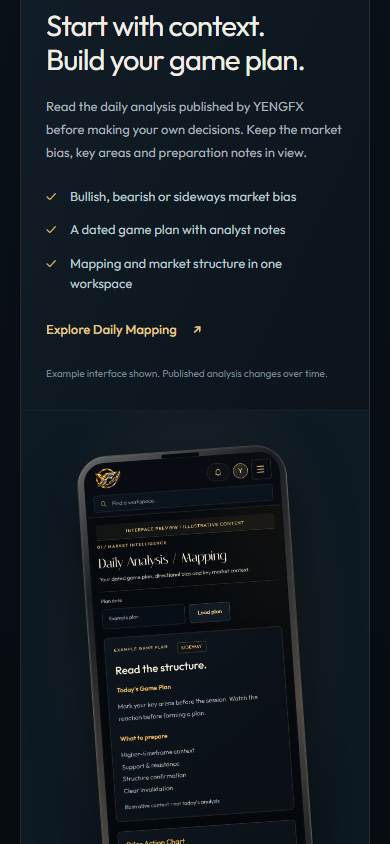 Start with context.
Build your game plan.
Read the daily analysis published by YENGFX
before making your own decisions. Keep the market
bias, key areas and preparation notes in view.
Bullish, bearish or sideways market bias
A dated game plan with analyst notes
Mapping and market structure in one
workspace
Explore Daily Mapping
Example interface shown. Published analysis changes over time.
Y
Find a workspace...
INTERFACE PREVIEW / ILLUSTRATIVE CONTENT
01 / MARKET INTELLIGENCE
Daily Analysis / Mapping
Your dated game plan, directional bias and key market context.
Plan date
Example plan
Load plan
EXAMPLE GAME PLAN
SIDEWAY
Read the structure.
Today's Game Plan
Mark your key areas before the session. Watch the
reaction before forming a plan.
What to prepare
Higher-timeframe context
Support & resistance
Structure confirmation
Clear invalidation
Illustrative context • not today's analysis
Price Action Chart